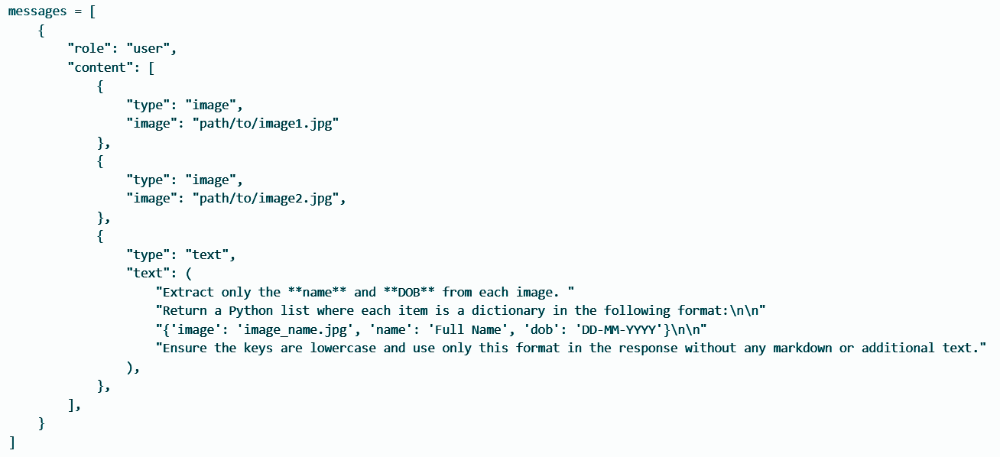 messages = [
    {
        "role": "user",
        "content": [
            {
                "type": "image",
                "image": "path/to/image1.jpg"
            },
            {
                "type": "image",
                "image": "path/to/image2.jpg",
            },
            {
                "type": "text",
                "text": (
                    "Extract only the **name** and **DOB** from each image. "
                    "Return a Python list where each item is a dictionary in the following format:\n\n"
                    "{'image': 'image_name.jpg', 'name': 'Full Name', 'dob': 'DD-MM-YYYY'}\n\n"
                    "Ensure the keys are lowercase and use only this format in the response without any markdown or additional text."
                ),
            },
        ],
    }
]